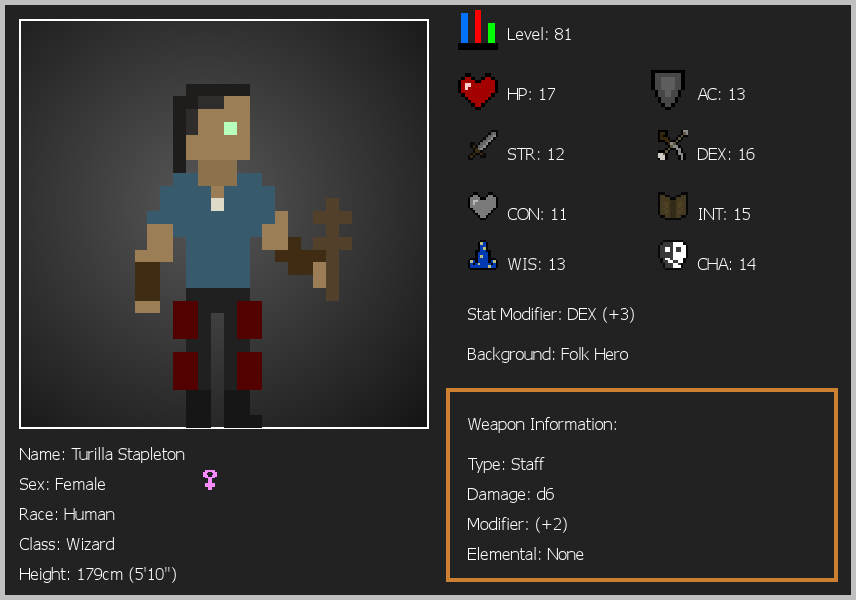 Level: 81
HP: 17
AC: 13
STR: 12
DEX: 16
CON: 11
INT: 15
WIS: 13
CHA: 14
Stat Modifier: DEX (+3)
Background: Folk Hero
Weapon Information:
Type: Staff
Damage: d6
Modifier: (+2)
Elemental: None
Name: Turilla Stapleton
Sex: Female
Race: Human
Class: Wizard
Height: 179cm (5'10")